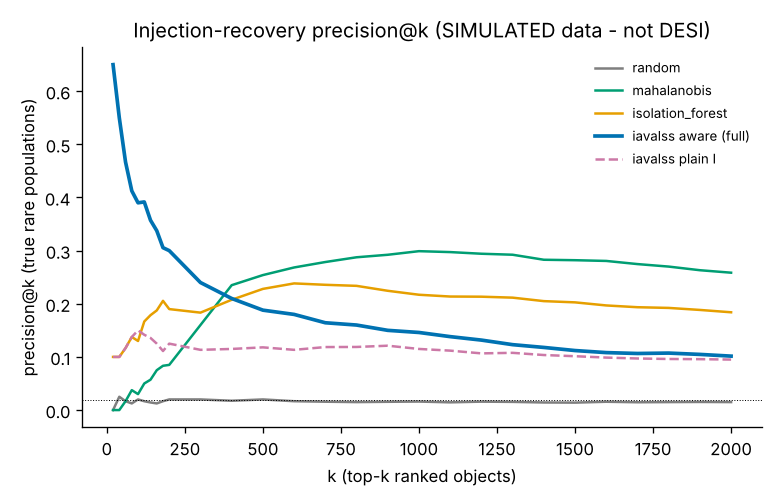 Injection-recovery precision@k (SIMULATED data - not DESI)
random
mahalanobis
isolation_forest
iavalss aware (full)
iavalss plain I
precision@k (true rare populations)
0.6
0.5
0.4
0.3
0.2
0.1
0.0
0 250 500 750 1000 1250 1500 1750 2000
k (top-k ranked objects)